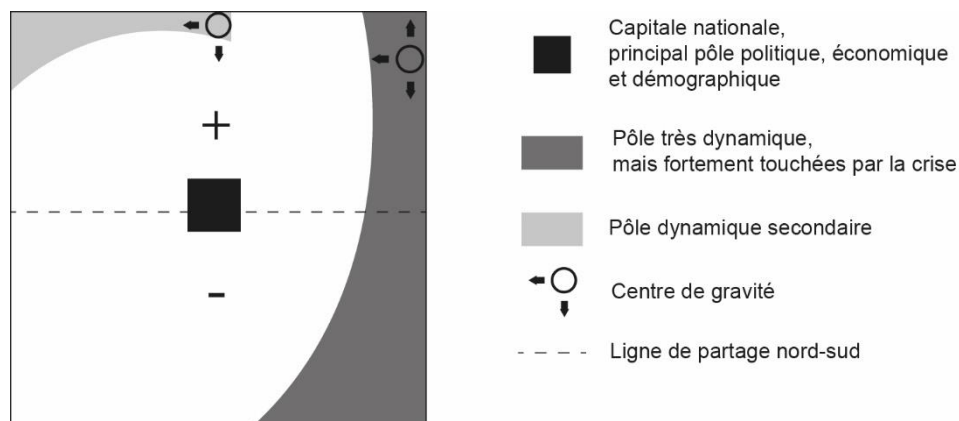 Capitale nationale,
principal pôle politique, économique
et démographique
Pôle très dynamique,
mais fortement touchées par la crise
Pôle dynamique secondaire
Centre de gravité
Ligne de partage nord-sud
+
-